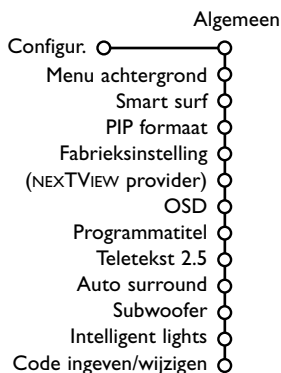 Algemeen
Configur.
Menu achtergrond
Smart surf
PIP formaat
Fabrieksinstelling
(NEXTVIEW provider)
OSD
Programmatitel
Teletekst 2.5
Auto surround
Subwoofer
Intelligent lights
Code ingeven/wijzigen